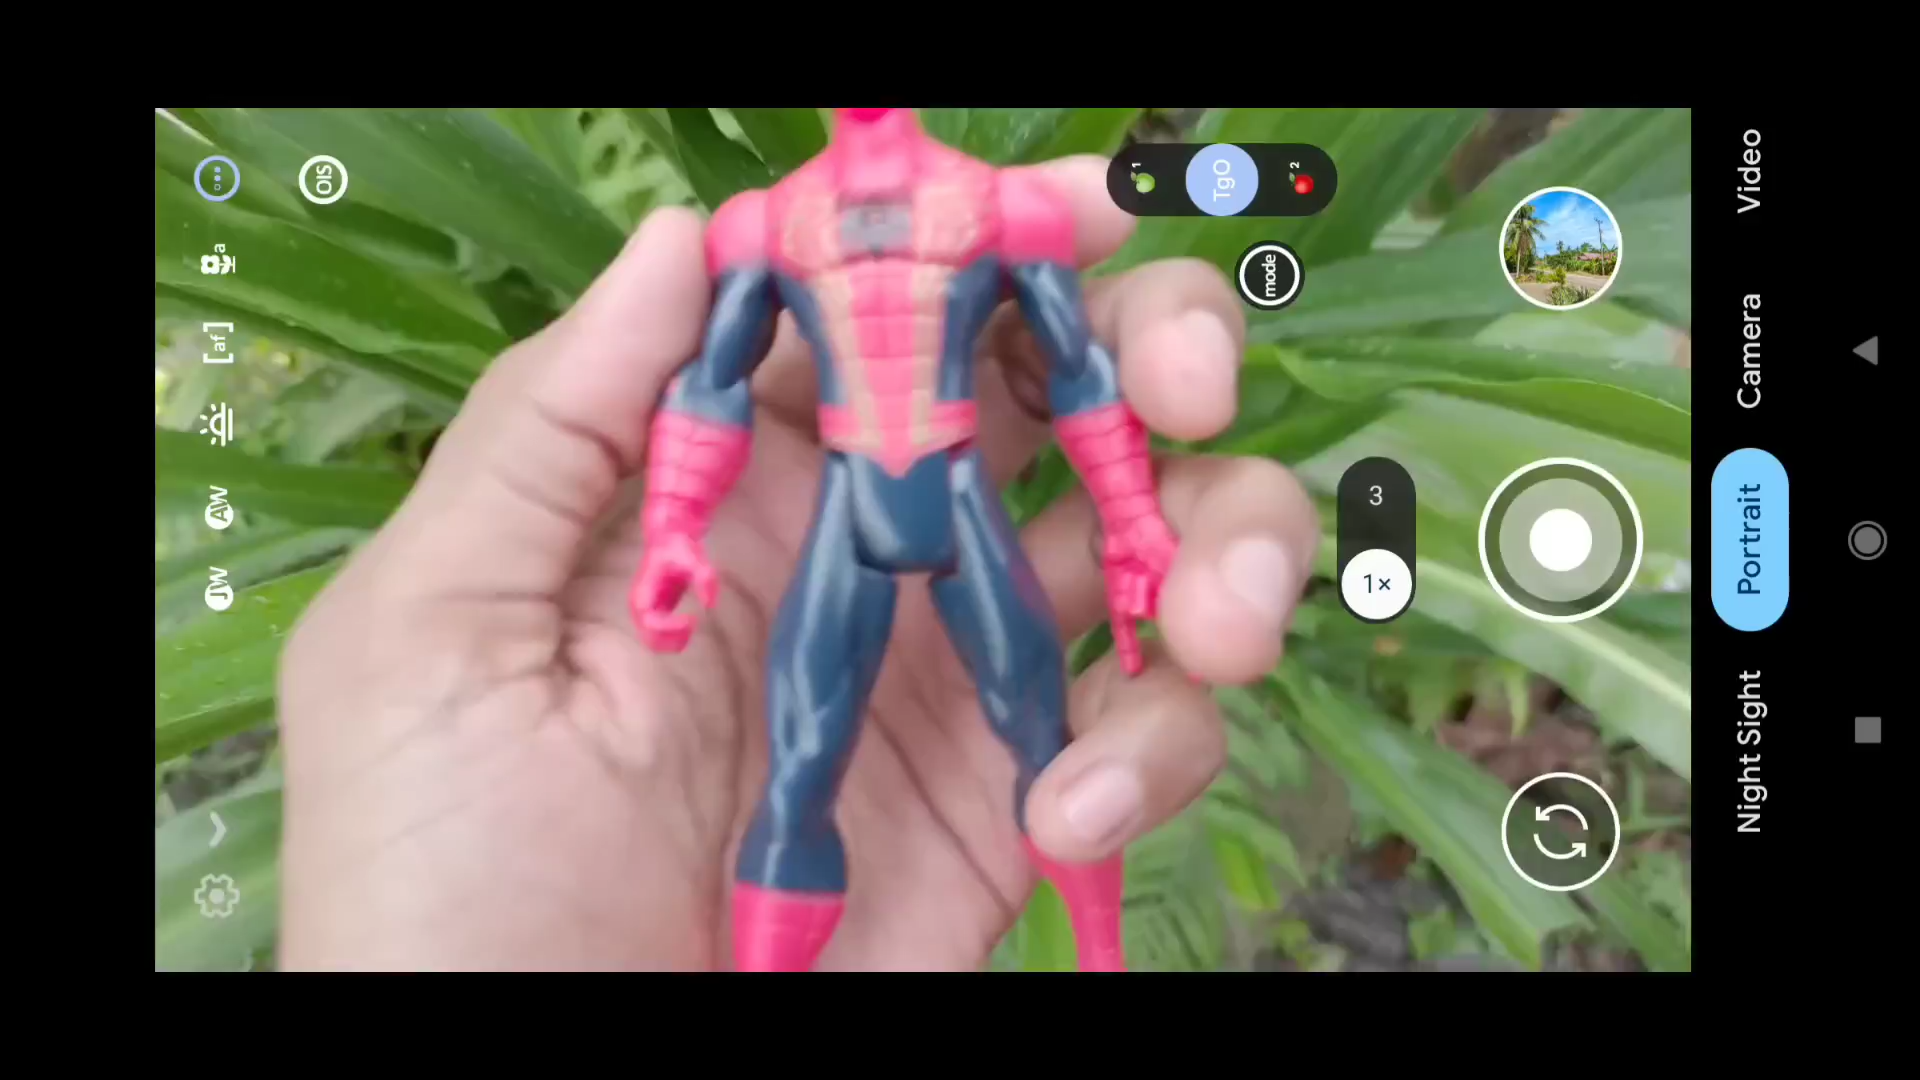 OIS
a
[af]
AW
JW
1
TgO
2
mode
3
1×
Video
Camera
Portrait
Night Sight